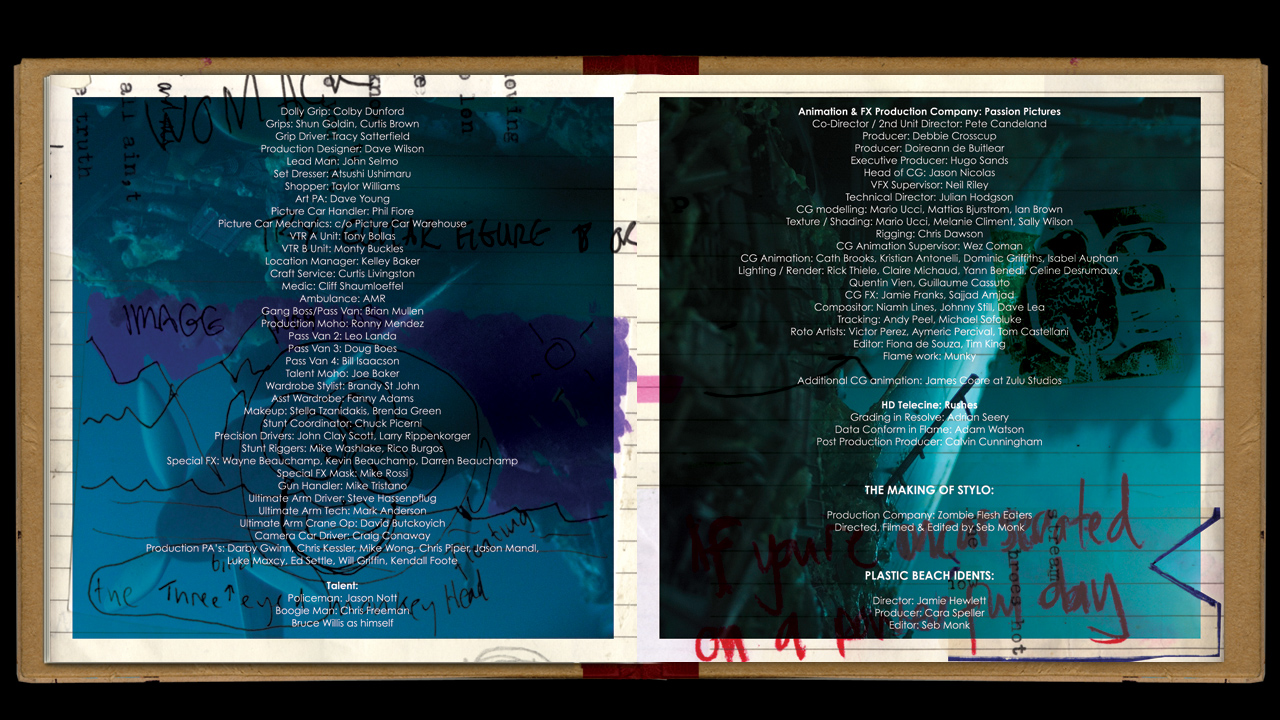 WOMAC
moving
truth
all ain't
Dolly Grip: Colby Dunford
Grips: Shun Goldin, Curtis Brown
Grip Driver: Tracy Satterfield
Production Designer: Dave Wilson
Lead Man: John Selmo
Set Dresser: Atsushi Ushimaru
Shopper: Taylor Williams
Art PA: Dave Young
Picture Car Handler: Phil Fiore
Picture Car Mechanics: c/o Picture Car Warehouse
VTR A Unit: Tony Bollas
VTR B Unit: Monty Buckles
Location Manager: Kelley Baker
Craft Service: Curtis Livingston
Medic: Cliff Shaumloeffel
Ambulance: AMR
Gang Boss/Pass Van: Brian Mullen
Production Moho: Ronny Mendez
Pass Van 2: Leo Landa
Pass Van 3: Doug Boes
Pass Van 4: Bill Isaacson
Talent Moho: Joe Baker
Wardrobe Stylist: Brandy St John
Asst Wardrobe: Fanny Adams
Makeup: Stella Tzanidakis, Brenda Green
Stunt Coordinator: Chuck Picerni
Precision Drivers: John Clay Scott, Larry Rippenkorger
Stunt Riggers: Mike Washlake, Rico Burgos
Special FX: Wayne Beauchamp, Kevin Beauchamp, Darren Beauchamp
Special FX Mask: Mike Rossi
Gun Handler: Mike Tristano
Ultimate Arm Driver: Steve Hassenpflug
Ultimate Arm Tech: Mark Anderson
Ultimate Arm Crane Op: David Butckoyich
Camera Car Driver: Craig Conaway
Production PA's: Darby Gwinn, Chris Kessler, Mike Wong, Chris Piper, Jason Mandl,
Luke Maxcy, Ed Settle, Will Griffin, Kendall Foote
Talent:
Policeman: Jason Nott
Boogie Man: Chris Freeman
Bruce Willis as himself
FIGURE 8 OR
IMAGE
painting
the Three eyes Monkey Head
Animation & FX Production Company: Passion Pictures
Co-Director / 2nd Unit Director: Pete Candeland
Producer: Debbie Crosscup
Producer: Doireann de Buitlear
Executive Producer: Hugo Sands
Head of CG: Jason Nicolas
VFX Supervisor: Neil Riley
Technical Director: Julian Hodgson
CG modelling: Mario Ucci, Mattias Bjurstrom, Ian Brown
Texture / Shading: Mario Ucci, Melanie Climent, Sally Wilson
Rigging: Chris Dawson
CG Animation Supervisor: Wez Coman
CG Animation: Cath Brooks, Kristian Antonelli, Dominic Griffiths, Isabel Auphan
Lighting / Render: Rick Thiele, Claire Michaud, Yann Benedi, Celine Desrumaux,
Quentin Vien, Guillaume Cassuto
CG FX: Jamie Franks, Sajjad Amjad
Compositor: Niamh Lines, Johnny Still, Dave Lea
Tracking: Andy Peel, Michael Sofoluke
Roto Artists: Victor Perez, Aymeric Percival, Tom Castellani
Editor: Fiona de Souza, Tim King
Flame work: Munky
Additional CG animation: James Coore at Zulu Studios
HD Telecine: Rushes
Grading in Resolve: Adrian Seery
Data Conform in Flame: Adam Watson
Post Production Producer: Calvin Cunningham
THE MAKING OF STYLO:
Production Company: Zombie Flesh Eaters
Directed, Filmed & Edited by Seb Monk
PLASTIC BEACH IDENTS:
Director: Jamie Hewlett
Producer: Cara Speller
Editor: Seb Monk
If you're
on a day